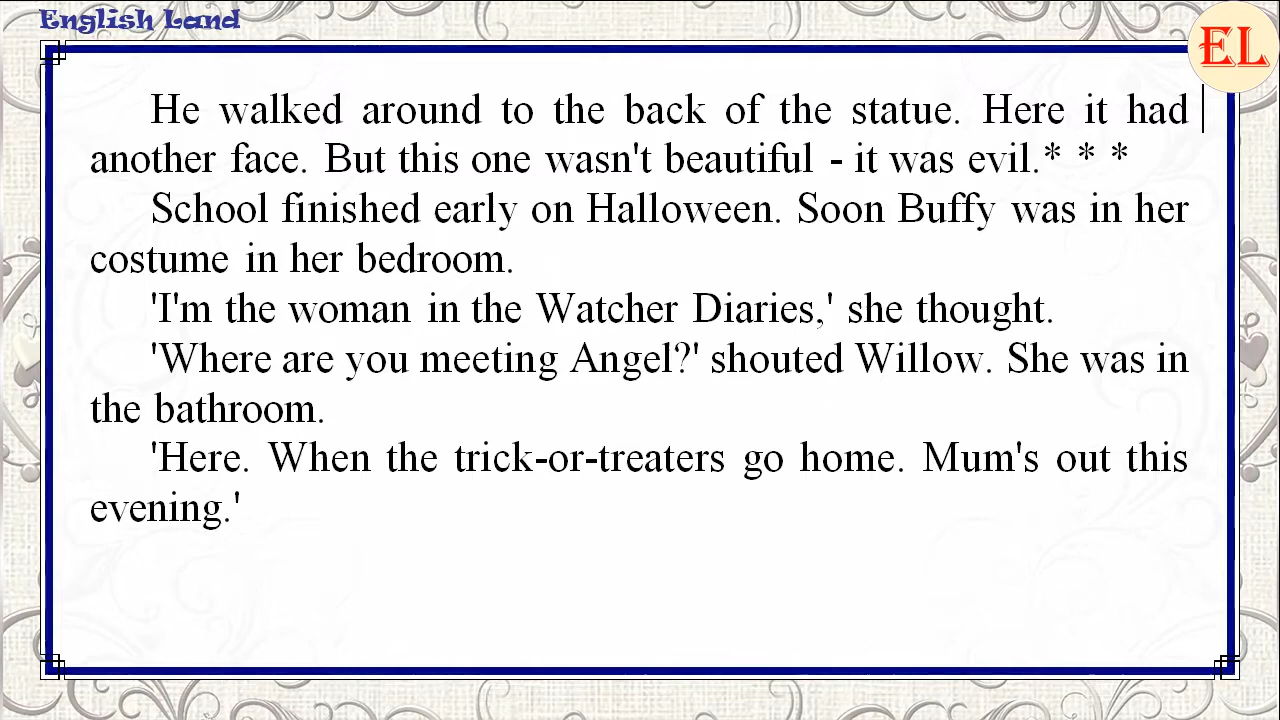 English Land
EL
He walked around to the back of the statue. Here it had
another face. But this one wasn't beautiful - it was evil.* * *
School finished early on Halloween. Soon Buffy was in her
costume in her bedroom.
'I'm the woman in the Watcher Diaries,' she thought.
'Where are you meeting Angel?' shouted Willow. She was in
the bathroom.
'Here. When the trick-or-treaters go home. Mum's out this
evening.'